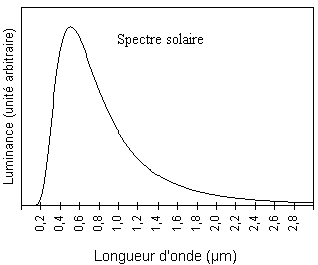 Spectre solaire
Luminance (unité arbitraire)
0,2 0,4 0,6 0,8 1,0 1,2 1,4 1,6 1,8 2,0 2,2 2,4 2,6 2,8
Longueur d'onde (µm)